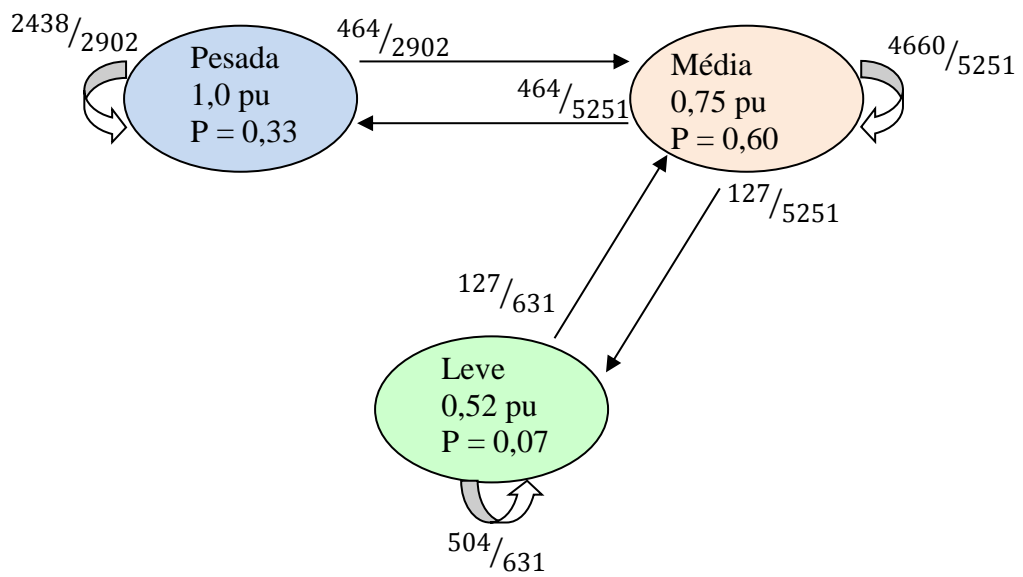 2438/2902
464/2902
4660/5251
Pesada
1,0 pu
P = 0,33
464/5251
Média
0,75 pu
P = 0,60
127/5251
127/631
Leve
0,52 pu
P = 0,07
504/631